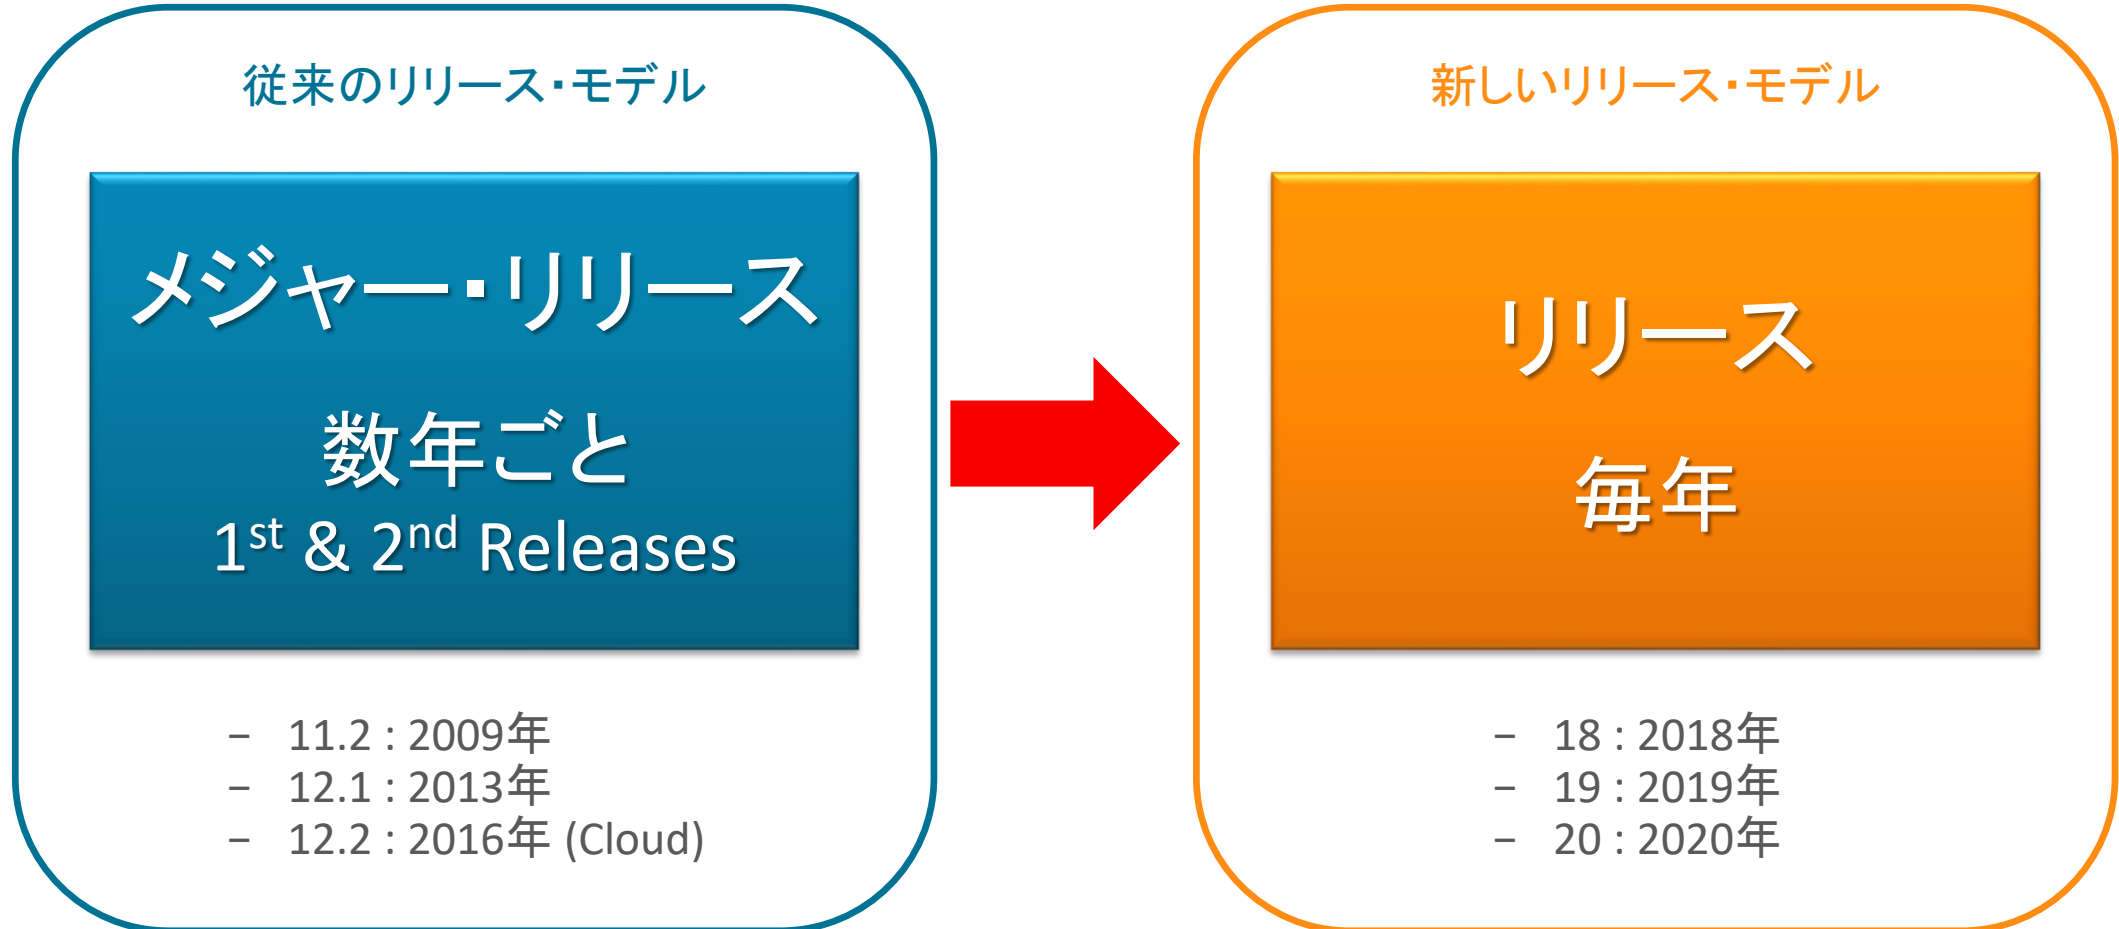 従来のリリース・モデル
メジャー・リリース
数年ごと
1st & 2nd Releases
– 11.2 : 2009年
– 12.1 : 2013年
– 12.2 : 2016年 (Cloud)
新しいリリース・モデル
リリース
毎年
– 18 : 2018年
– 19 : 2019年
– 20 : 2020年